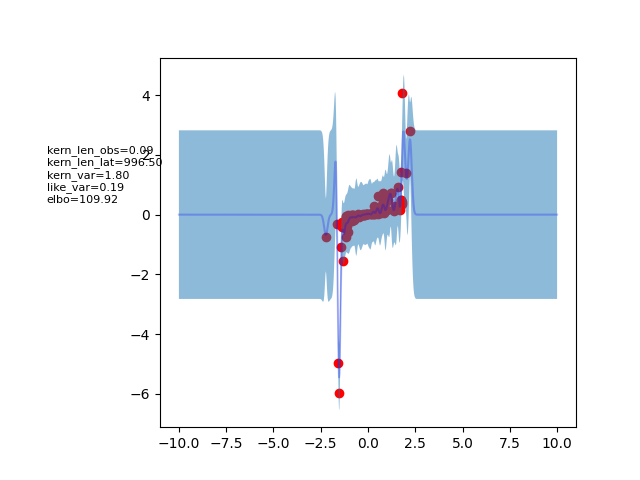 4
kern_len_obs=0.09
2
kern_len_lat=996.50
kern_var=1.80
like_var=0.19
elbo=109.92
0
−2
−4
−6
−10.0 −7.5 −5.0 −2.5 0.0 2.5 5.0 7.5 10.0